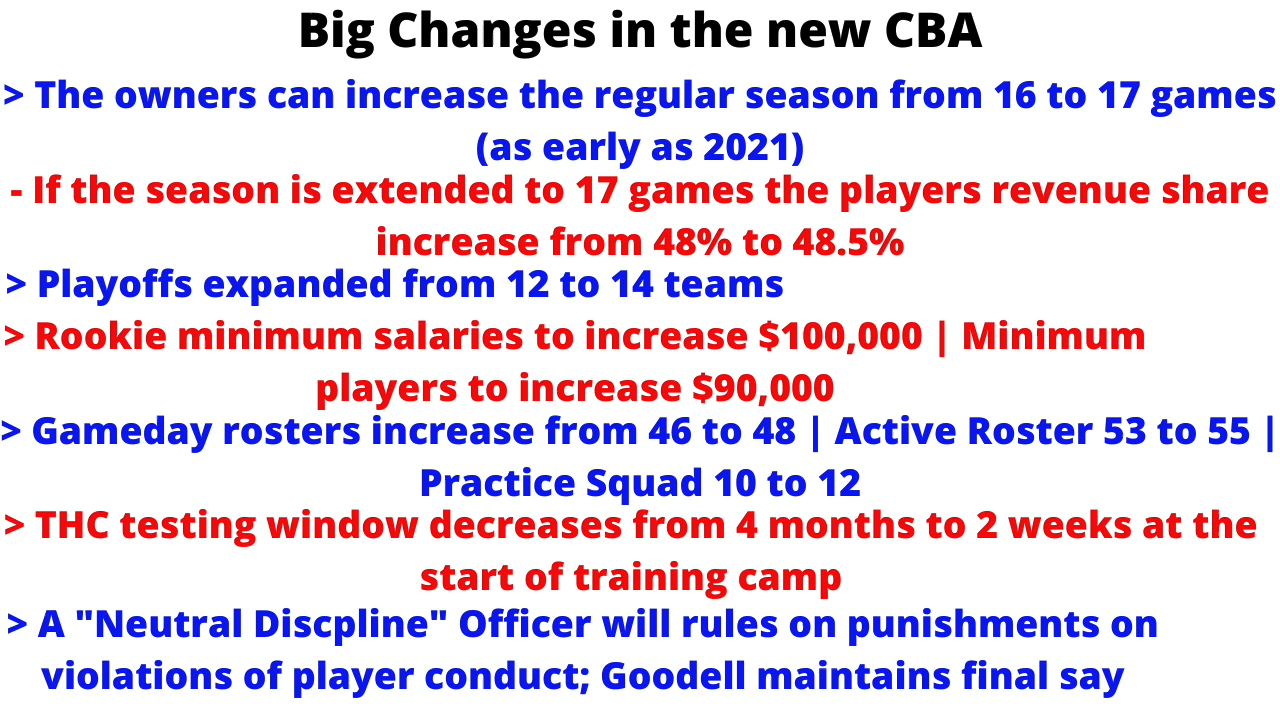 Big Changes in the new CBA
> The owners can increase the regular season from 16 to 17 games
(as early as 2021)
- If the season is extended to 17 games the players revenue share
increase from 48% to 48.5%
> Playoffs expanded from 12 to 14 teams
> Rookie minimum salaries to increase $100,000 | Minimum
players to increase $90,000
> Gameday rosters increase from 46 to 48 | Active Roster 53 to 55 |
Practice Squad 10 to 12
> THC testing window decreases from 4 months to 2 weeks at the
start of training camp
> A "Neutral Discpline" Officer will rules on punishments on
violations of player conduct; Goodell maintains final say